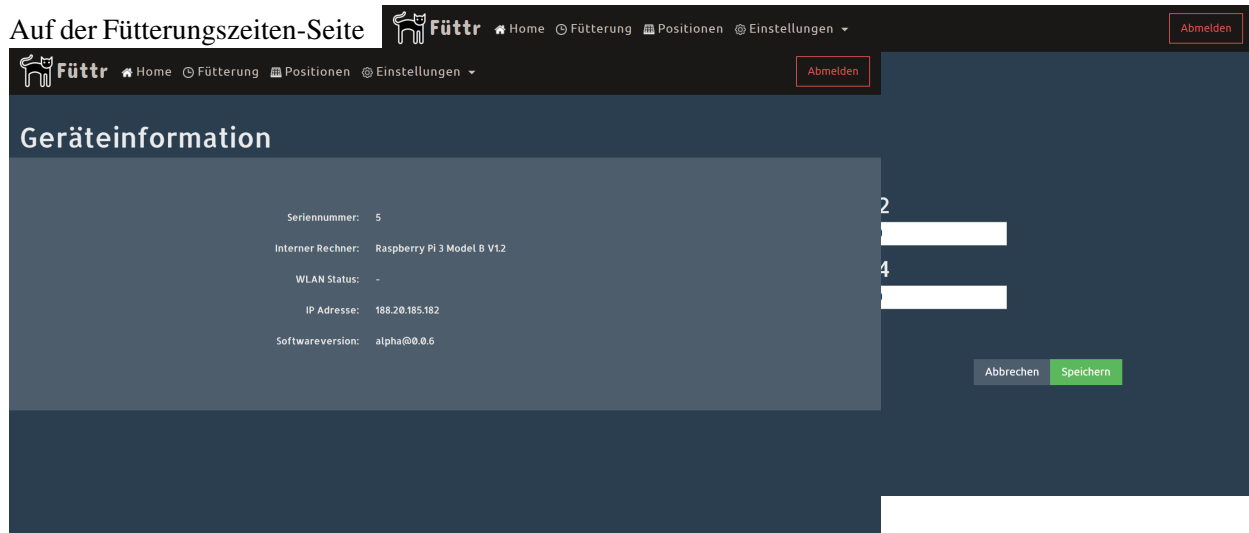 Auf der Fütterungszeiten-Seite
Füttr Home Fütterung Positionen Einstellungen Abmelden
Füttr Home Fütterung Positionen Einstellungen Abmelden
Geräteinformation
Seriennummer: 5
Interner Rechner: Raspberry Pi 3 Model B V1.2
WLAN Status: -
IP Adresse: 188.20.185.182
Softwareversion: alpha@0.0.6
2
4
Abbrechen Speichern